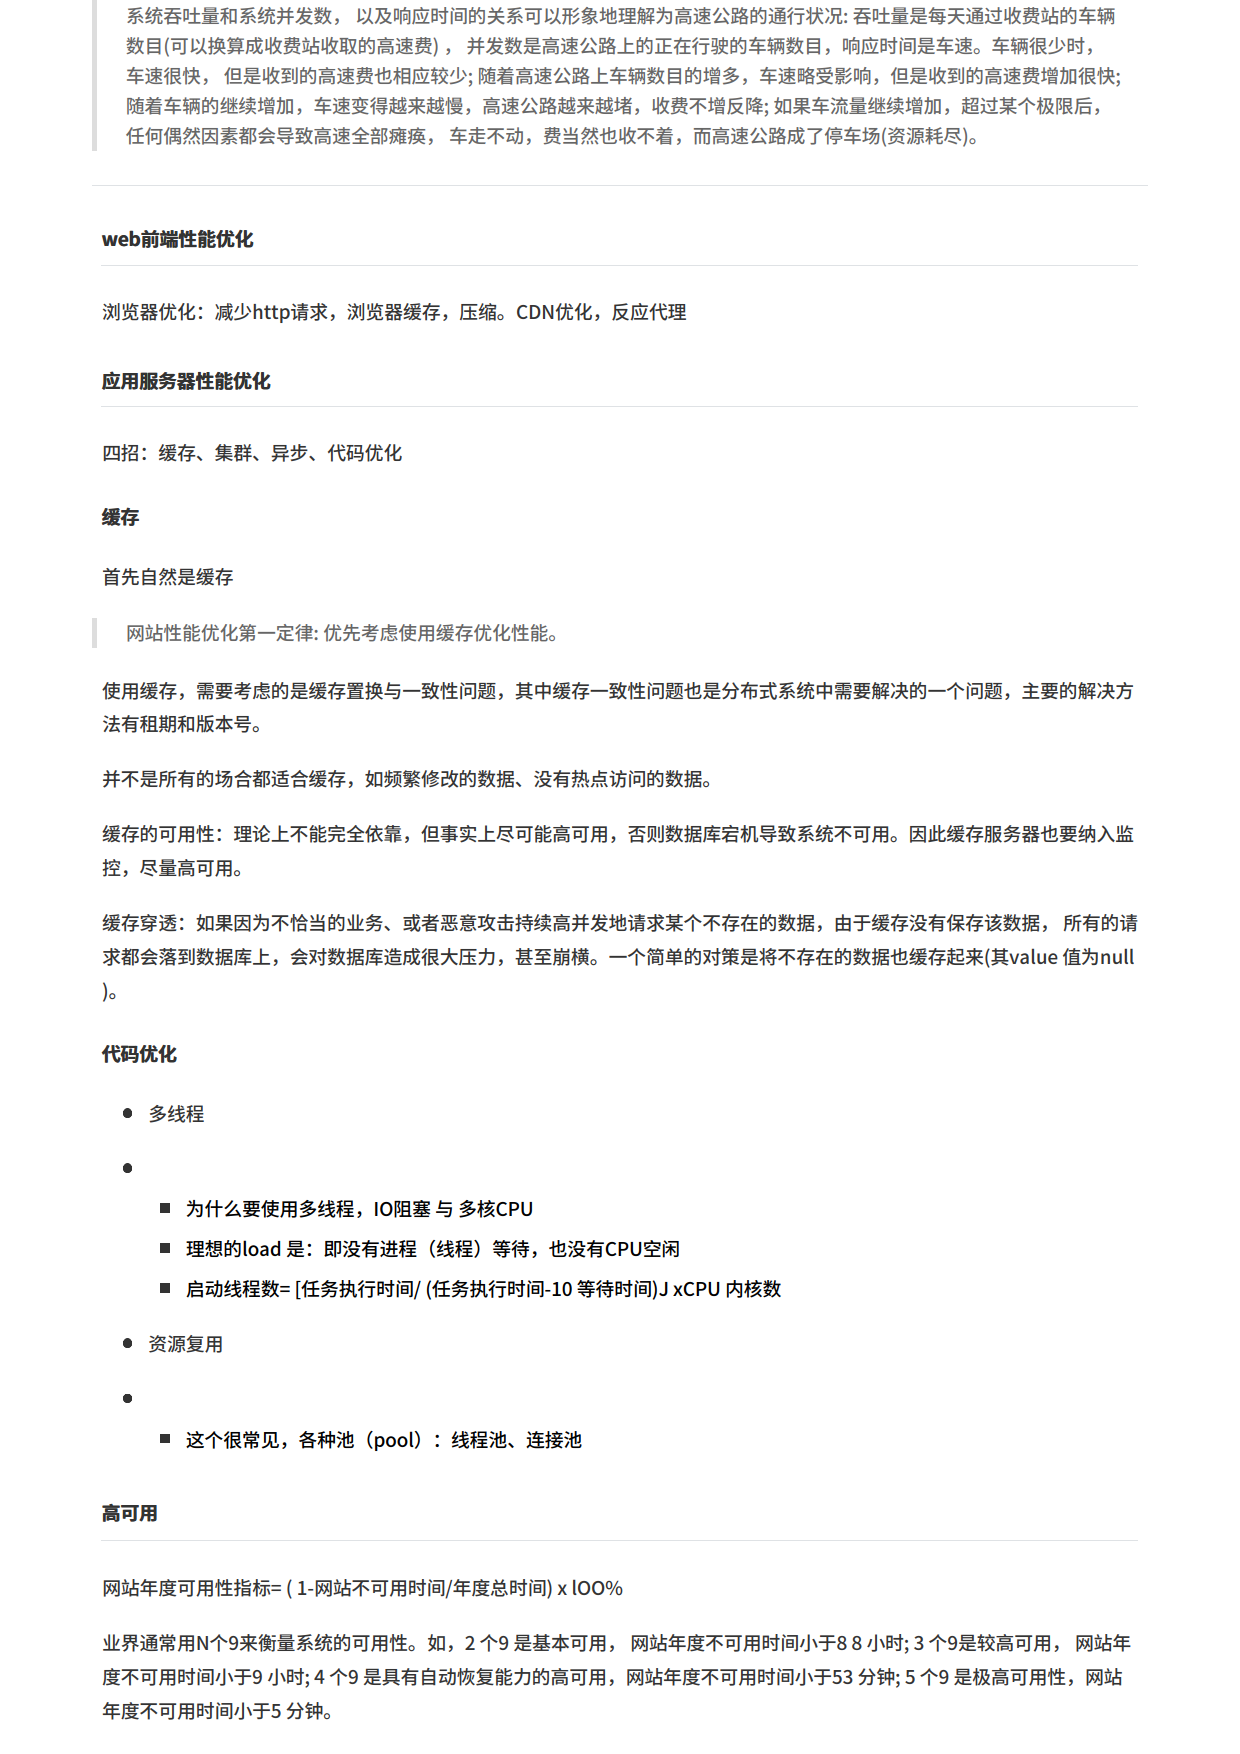 系统吞吐量和系统并发数， 以及响应时间的关系可以形象地理解为高速公路的通行状况: 吞吐量是每天通过收费站的车辆
数目(可以换算成收费站收取的高速费) ， 并发数是高速公路上的正在行驶的车辆数目，响应时间是车速。车辆很少时，
车速很快， 但是收到的高速费也相应较少; 随着高速公路上车辆数目的增多，车速略受影响，但是收到的高速费增加很快;
随着车辆的继续增加，车速变得越来越慢，高速公路越来越堵，收费不增反降; 如果车流量继续增加，超过某个极限后，
任何偶然因素都会导致高速全部瘫痪， 车走不动，费当然也收不着，而高速公路成了停车场(资源耗尽)。
web前端性能优化
浏览器优化：减少http请求，浏览器缓存，压缩。CDN优化，反应代理
应用服务器性能优化
四招：缓存、集群、异步、代码优化
缓存
首先自然是缓存
网站性能优化第一定律: 优先考虑使用缓存优化性能。
使用缓存，需要考虑的是缓存置换与一致性问题，其中缓存一致性问题也是分布式系统中需要解决的一个问题，主要的解决方
法有租期和版本号。
并不是所有的场合都适合缓存，如频繁修改的数据、没有热点访问的数据。
缓存的可用性：理论上不能完全依靠，但事实上尽可能高可用，否则数据库宕机导致系统不可用。因此缓存服务器也要纳入监
控，尽量高可用。
缓存穿透：如果因为不恰当的业务、或者恶意攻击持续高并发地请求某个不存在的数据，由于缓存没有保存该数据， 所有的请
求都会落到数据库上，会对数据库造成很大压力，甚至崩横。一个简单的对策是将不存在的数据也缓存起来(其value 值为null
)。
代码优化
多线程
为什么要使用多线程，IO阻塞 与 多核CPU
理想的load 是：即没有进程（线程）等待，也没有CPU空闲
启动线程数= [任务执行时间/ (任务执行时间-10 等待时间)J xCPU 内核数
资源复用
这个很常见，各种池（pool）：线程池、连接池
高可用
网站年度可用性指标= ( 1-网站不可用时间/年度总时间) x lOO%
业界通常用N个9来衡量系统的可用性。如，2 个9 是基本可用， 网站年度不可用时间小于8 8 小时; 3 个9是较高可用， 网站年
度不可用时间小于9 小时; 4 个9 是具有自动恢复能力的高可用，网站年度不可用时间小于53 分钟; 5 个9 是极高可用性，网站
年度不可用时间小于5 分钟。